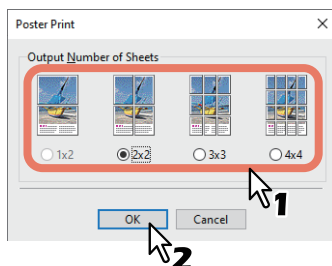 Poster Print
Output Number of Sheets
1x2
2x2
3x3
4x4
1
OK
Cancel
2